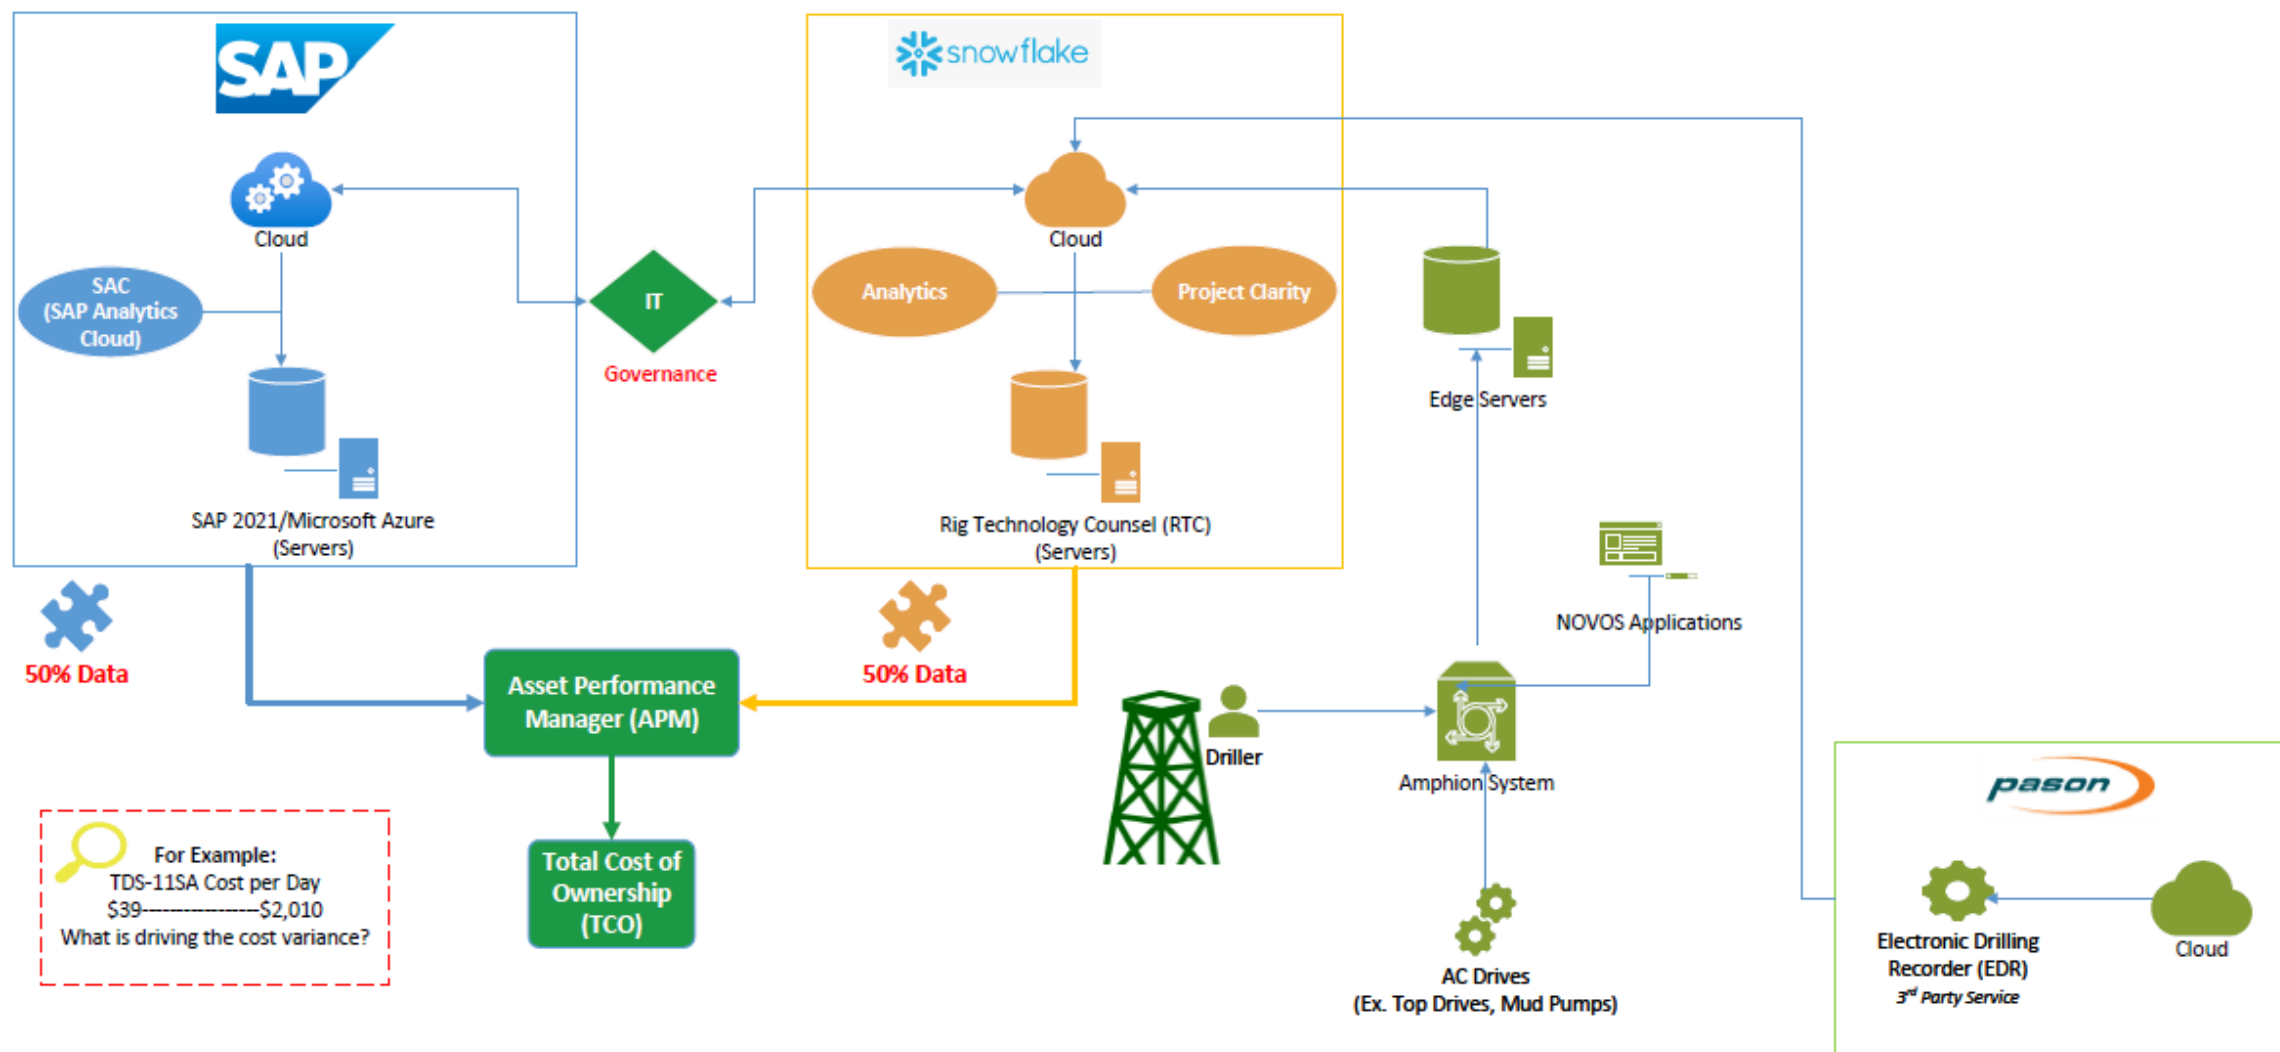 SAP
snowflake
Cloud
SAC
(SAP Analytics
Cloud)
SAP 2021/Microsoft Azure
(Servers)
IT
Governance
Cloud
Analytics
Project Clarity
Rig Technology Counsel (RTC)
(Servers)
Edge Servers
NOVOS Applications
50% Data
50% Data
Asset Performance
Manager (APM)
Driller
Amphion System
pason
For Example:
TDS-11SA Cost per Day
$39------------------$2,010
What is driving the cost variance?
Total Cost of
Ownership
(TCO)
AC Drives
(Ex. Top Drives, Mud Pumps)
Electronic Drilling
Recorder (EDR)
3rd Party Service
Cloud